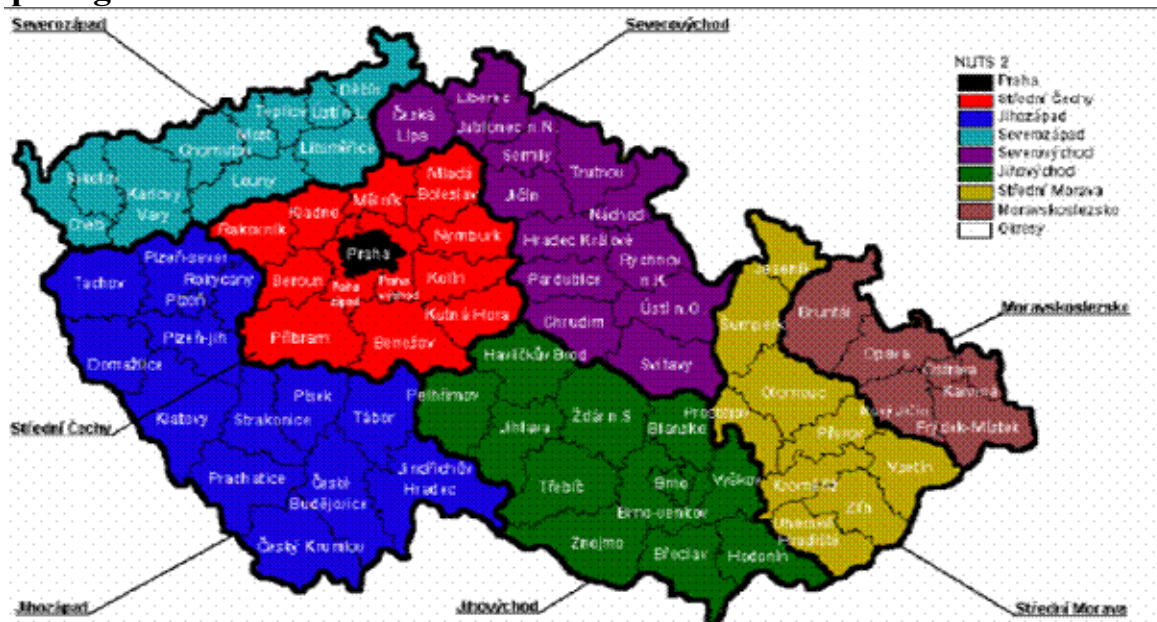 Severozápad
Severovýchod
NUTS 2
Praha
Střední Čechy
Jihozápad
Severozápad
Severovýchod
Jihovýchod
Střední Morava
Moravskoslezsko
Okresy
Děčín
Teplice
Ústí n.L.
Most
Chomutov
Litoměřice
Louny
Sokolov
Karlovy
Vary
Cheb
Česká
Lípa
Liberec
Jablonec n.N.
Semily
Trutnov
Jičín
Náchod
Hradec Králové
Rychnov
n.K.
Pardubice
Ústí n.O.
Chrudim
Svitavy
Mladá
Boleslav
Mělník
Kladno
Rakovník
Nymburk
Praha
Beroun
Praha
západ
Praha
východ
Kolín
Kutná Hora
Příbram
Benešov
Plzeň-sever
Rokycany
Tachov
Plzeň
Plzeň-jih
Domažlice
Klatovy
Písek
Strakonice
Tábor
Prachatice
České
Budějovice
Jindřichův
Hradec
Český Krumlov
Havlíčkův Brod
Pelhřimov
Jihlava
Žďár n.S
Blansko
Třebíč
Brno
Vyškov
Brno-venkov
Znojmo
Břeclav
Hodonín
Jeseník
Šumperk
Olomouc
Prostějov
Přerov
Vsetín
Kroměříž
Zlín
Uherské
Hradiště
Bruntál
Opava
Ostrava
Karviná
Frýdek-Místek
Moravskoslezsko
Střední Čechy
Jihozápad
Jihovýchod
Střední Morava